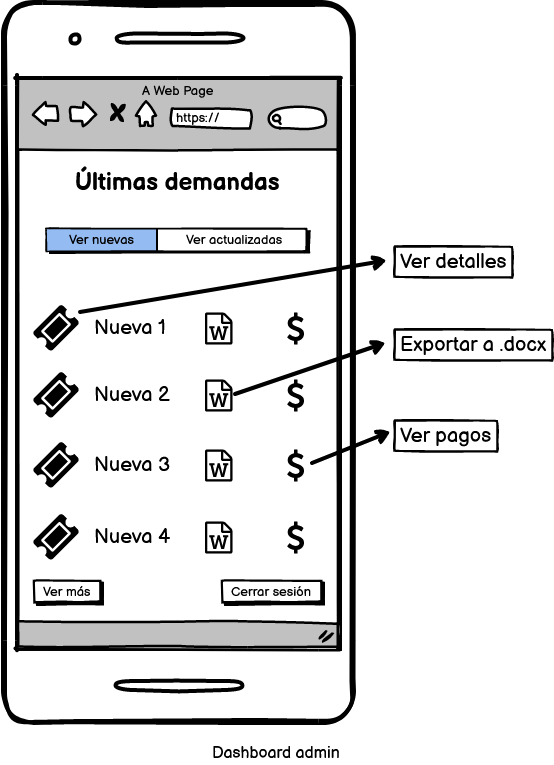 A Web Page
https://
Últimas demandas
Ver nuevas
Ver actualizadas
Ver detalles
Nueva 1
W
$
Exportar a .docx
Nueva 2
W
$
Ver pagos
Nueva 3
W
$
Nueva 4
W
$
Ver más
Cerrar sesión
Dashboard admin